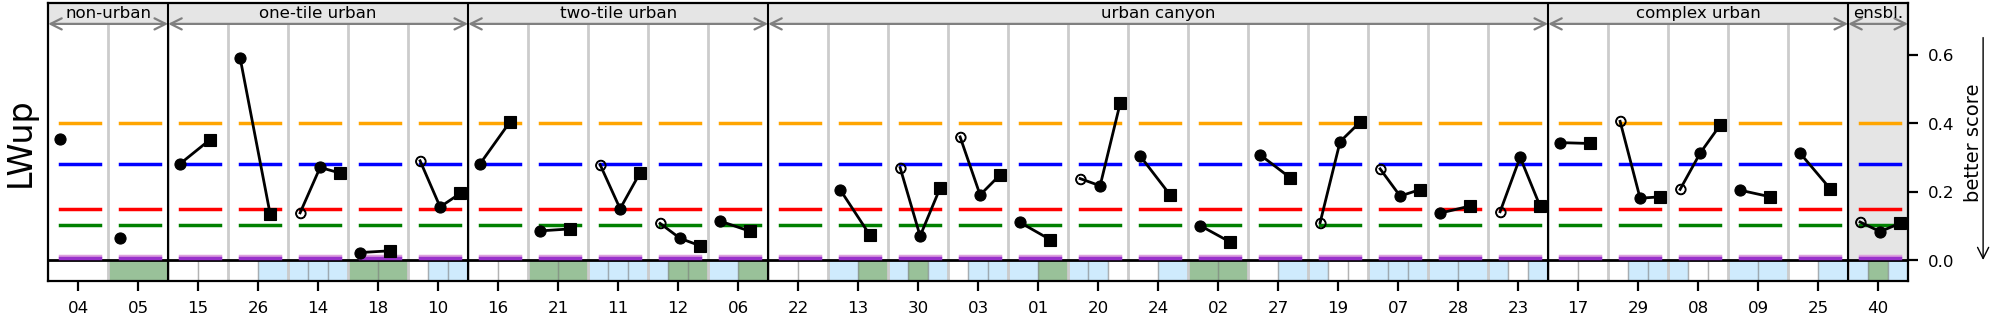 non-urban one-tile urban two-tile urban urban canyon complex urban ensbl.
LWup
0.6
0.4
0.2
0.0
better score
04 05 15 26 14 18 10 16 21 11 12 06 22 13 30 03 01 20 24 02 27 19 07 28 23 17 29 08 09 25 40